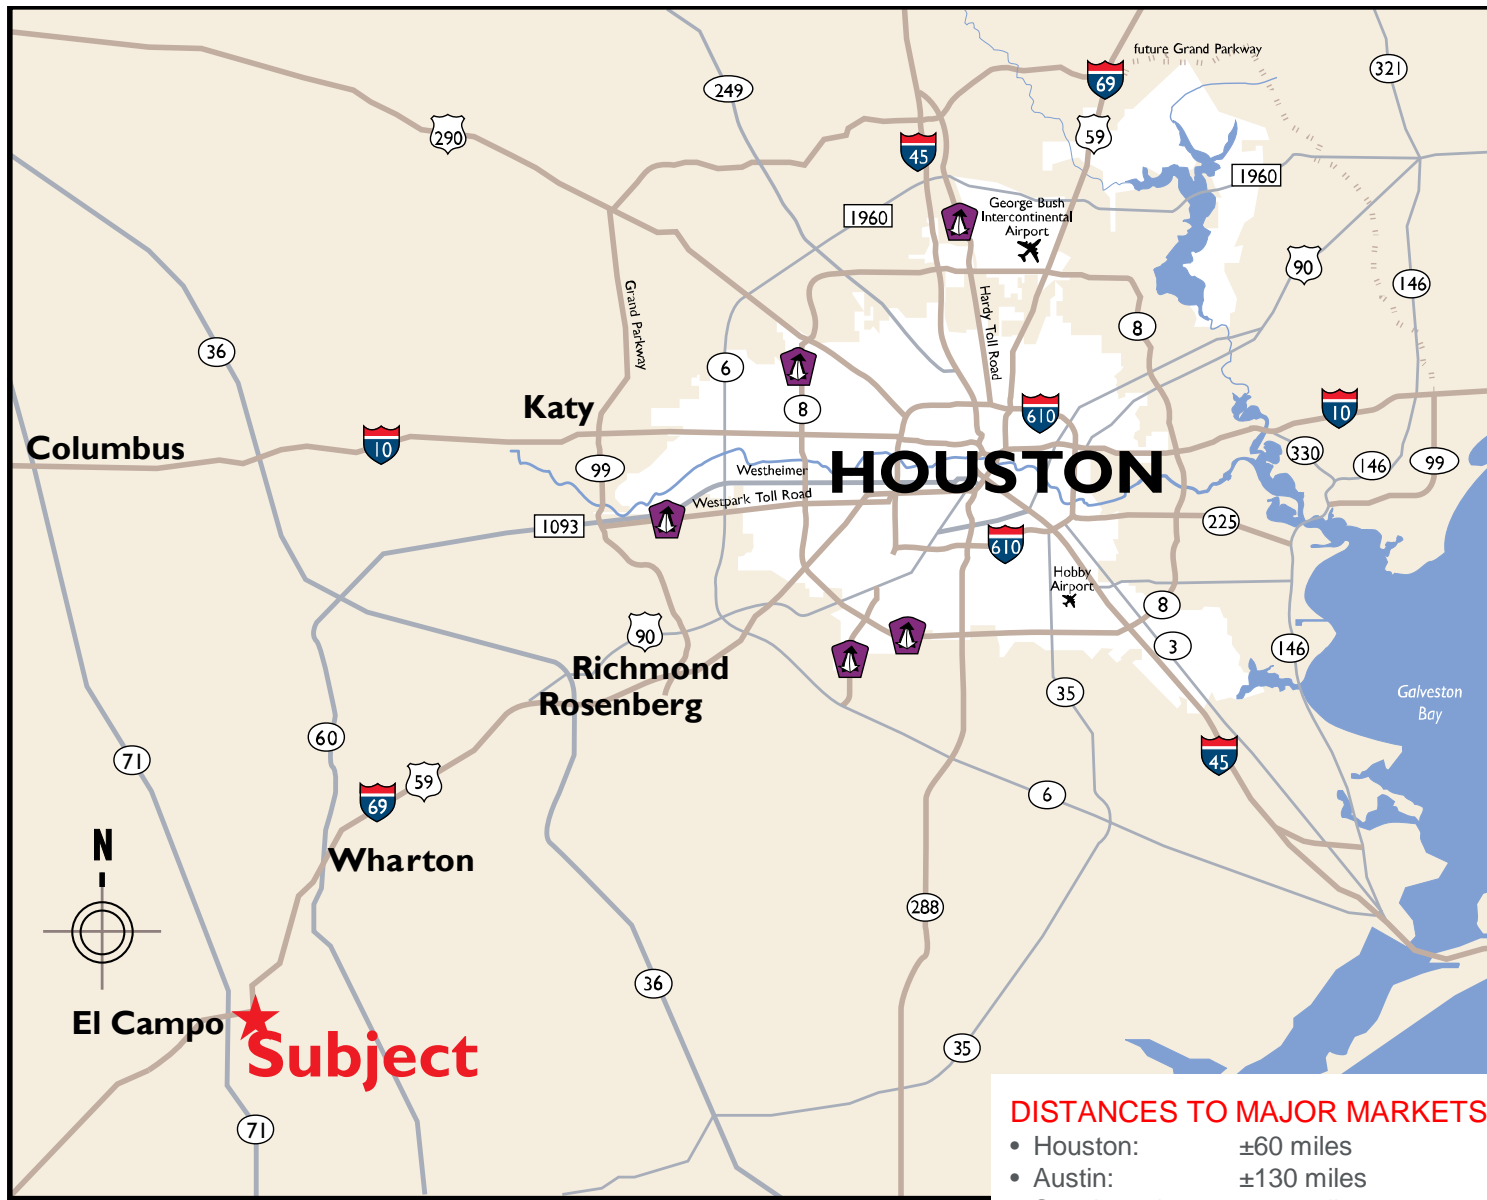 future Grand Parkway
321
69
249
59
290
45
1960
1960
George Bush
Intercontinental
Airport
90
146
Grand Parkway
Hardy Toll Road
8
36
6
Katy
8
610
10
Columbus
10
99
Westheimer
HOUSTON
330
146
99
Westpark Toll Road
1093
225
610
Hobby
Airport
8
90
3
146
Richmond
Rosenberg
35
Galveston
Bay
60
71
59
69
45
6
N
Wharton
288
36
El Campo
Subject
35
71
DISTANCES TO MAJOR MARKETS
• Houston: ±60 miles
• Austin: ±130 miles